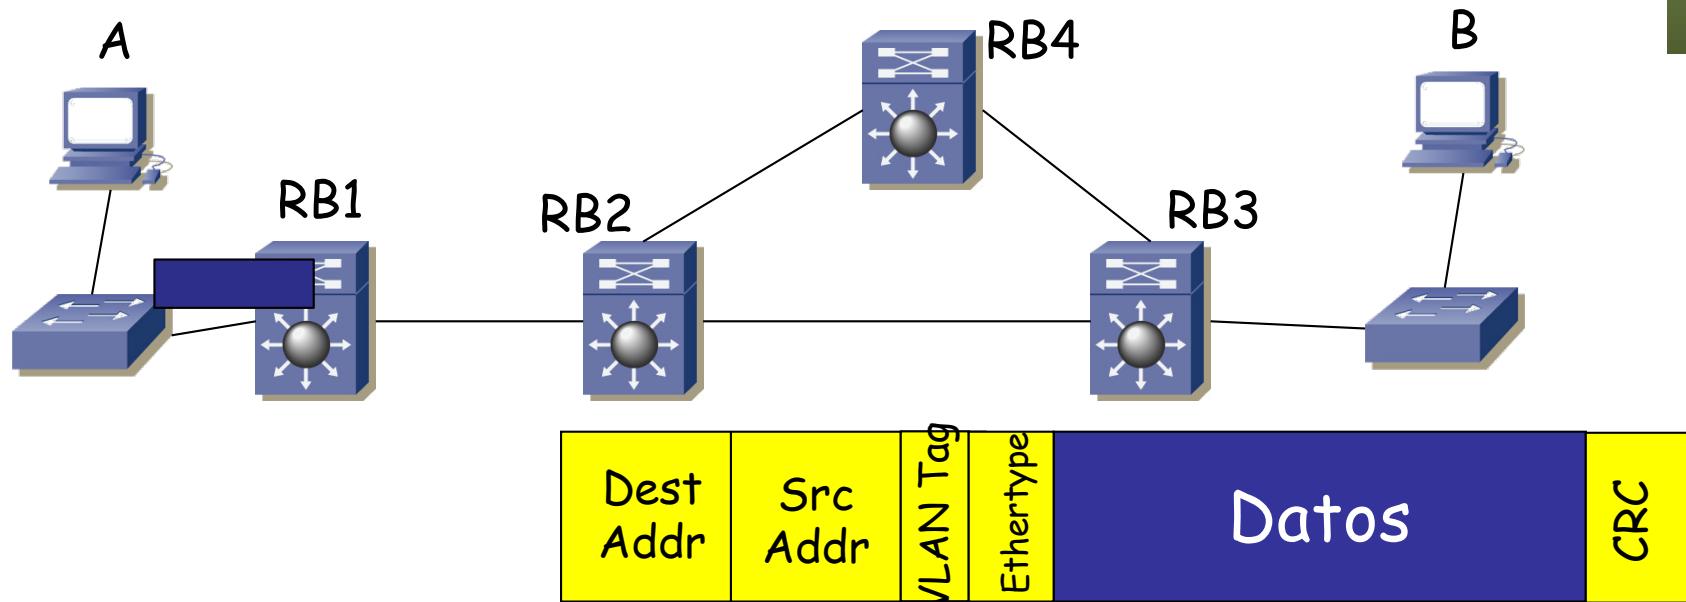 A
RB4
B
RB1
RB2
RB3
Dest
Addr
Src
Addr
VLAN Tag
Ethertype
Datos
CRC